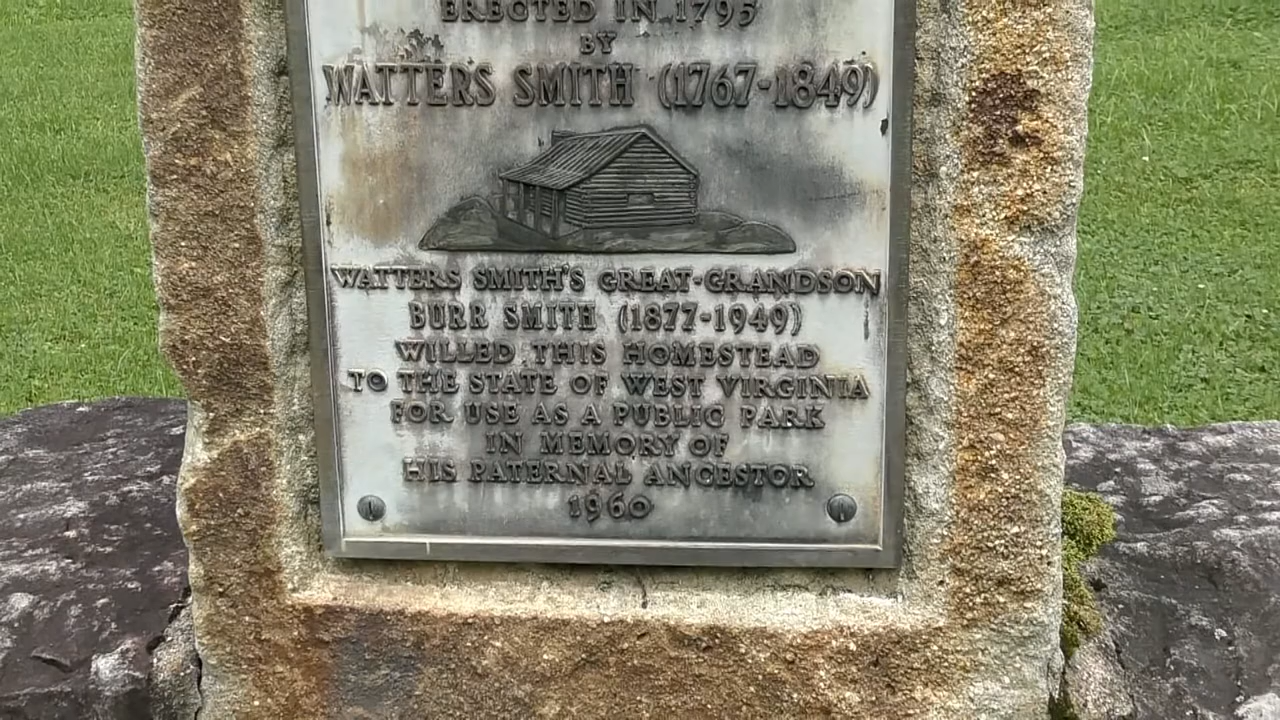 ERECTED IN 1795
BY
WATTERS SMITH (1767-1849)
WATTERS SMITH'S GREAT-GRANDSON
BURR SMITH (1877-1949)
WILLED THIS HOMESTEAD
TO THE STATE OF WEST VIRGINIA
FOR USE AS A PUBLIC PARK
IN MEMORY OF
HIS PATERNAL ANCESTOR
1960